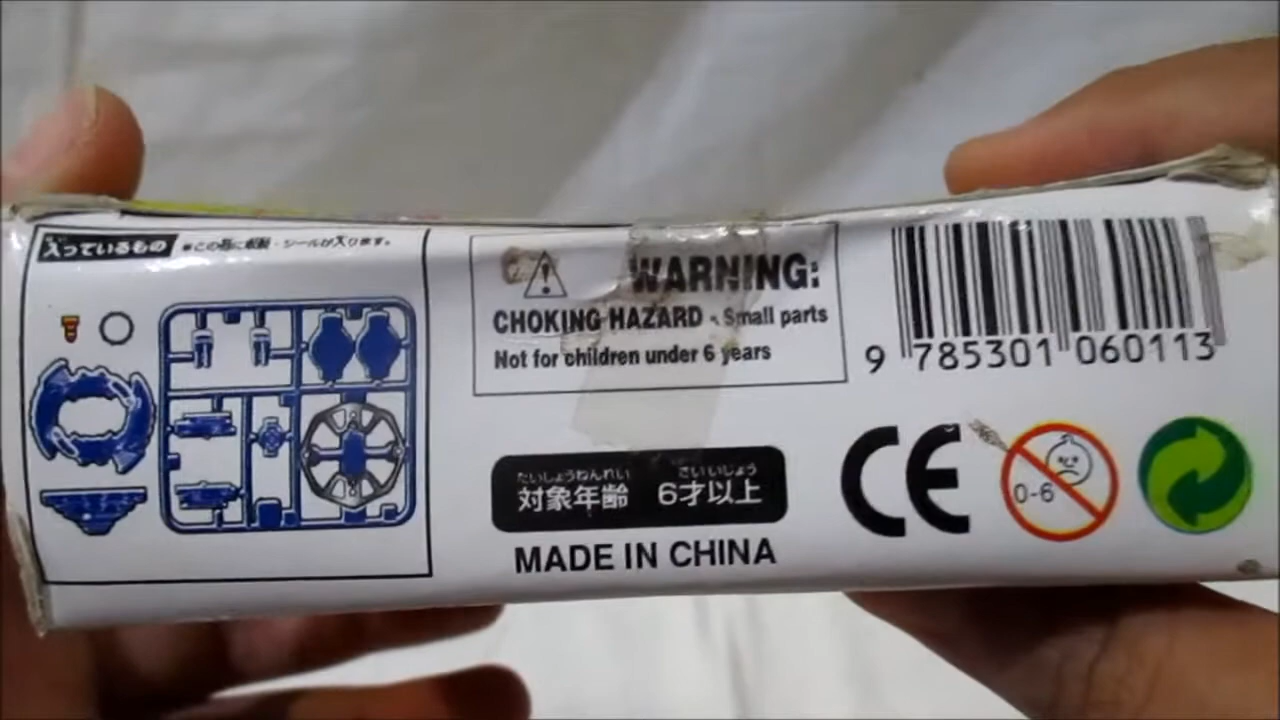 入っているもの ※この箱に軟製・シールが入ります。
WARNING:
CHOKING HAZARD - Small parts
Not for children under 6 years
9 785301 060113
たいしょうねんれい さいいじょう
対象年齢 6才以上
MADE IN CHINA
CE
0-6